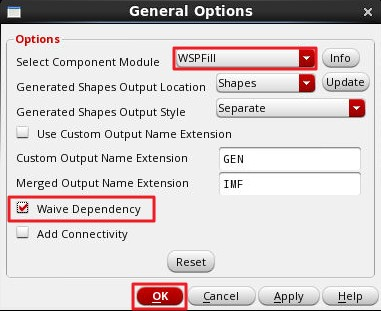 General Options
Options
Select Component Module WSPFill Info
Generated Shapes Output Location Shapes Update
Generated Shapes Output Style Separate
Use Custom Output Name Extension
Custom Output Name Extension GEN
Merged Output Name Extension IMF
Waive Dependency
Add Connectivity
Reset
OK Cancel Apply Help